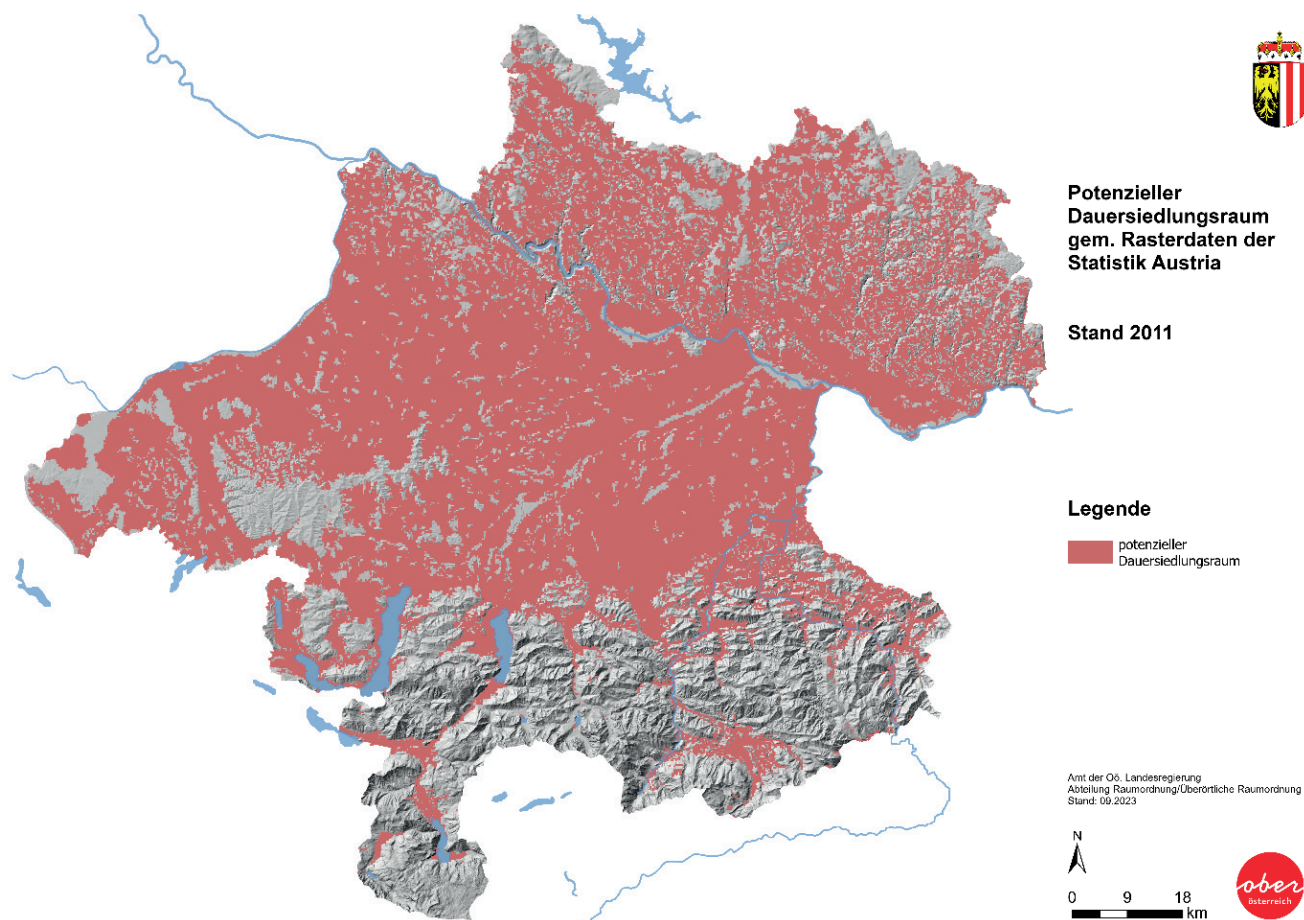 Potenzieller
Dauersiedlungsraum
gem. Rasterdaten der
Statistik Austria
Stand 2011
Legende
potenzieller
Dauersiedlungsraum
Amt der Oö. Landesregierung
Abteilung Raumordnung/Überörtliche Raumordnung
Stand: 09.2023
N
0 9 18
km
ober
österreich